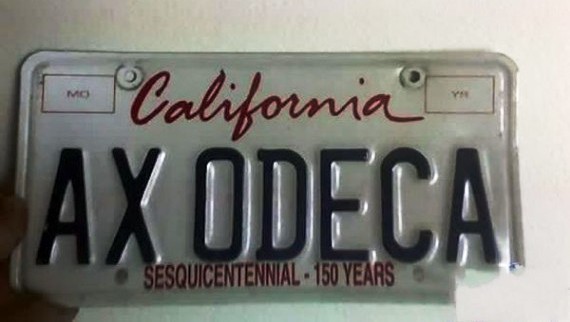 MO California YR
AX ODECA
SESQUICENTENNIAL - 150 YEARS